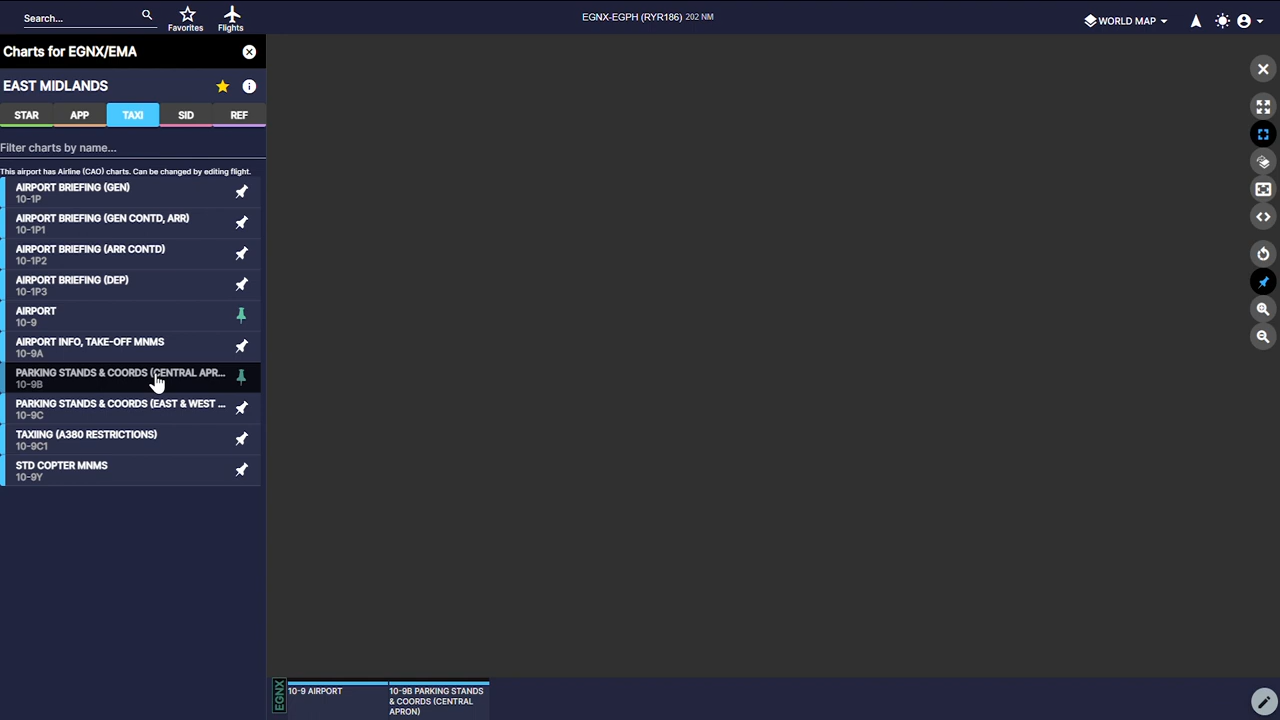 Search...
Favorites
Flights
EGNX-EGPH (RYR186) 202 NM
WORLD MAP
Charts for EGNX/EMA
EAST MIDLANDS
STAR
APP
TAXI
SID
REF
Filter charts by name...
This airport has Airline (CAO) charts. Can be changed by editing flight.
AIRPORT BRIEFING (GEN)
10-1P
AIRPORT BRIEFING (GEN CONTD, ARR)
10-1P1
AIRPORT BRIEFING (ARR CONTD)
10-1P2
AIRPORT BRIEFING (DEP)
10-1P3
AIRPORT
10-9
AIRPORT INFO, TAKE-OFF MNMS
10-9A
PARKING STANDS & COORDS (CENTRAL APR...
10-9B
PARKING STANDS & COORDS (EAST & WEST ...
10-9C
TAXIING (A380 RESTRICTIONS)
10-9C1
STD COPTER MNMS
10-9Y
EGNX
10-9 AIRPORT
10-9B PARKING STANDS
& COORDS (CENTRAL
APRON)